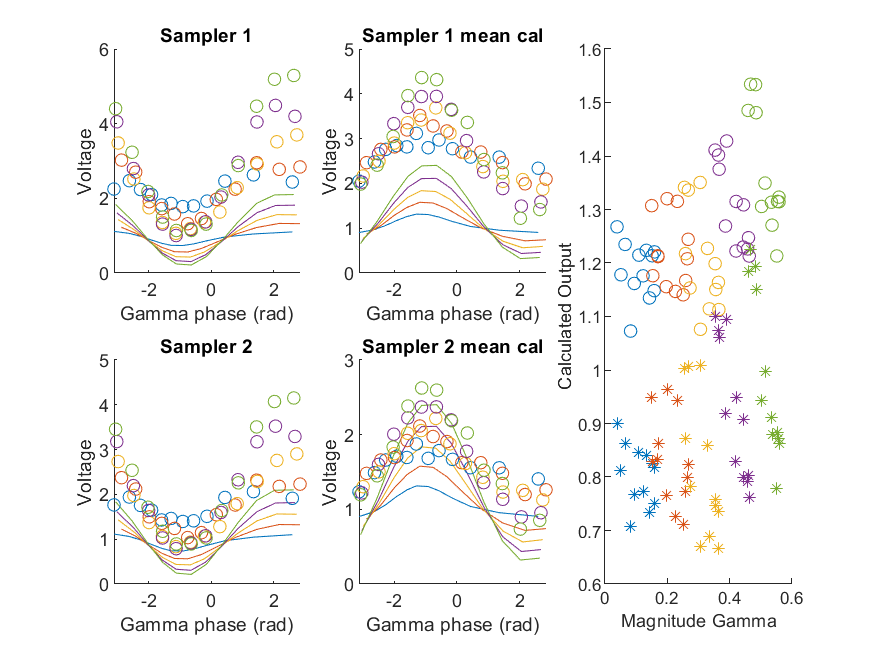 Sampler 1
6
4
2
0
Voltage
-2 0 2
Gamma phase (rad)
Sampler 1 mean cal
5
4
3
2
1
0
Voltage
-2 0 2
Gamma phase (rad)
Sampler 2
5
4
3
2
1
0
Voltage
-2 0 2
Gamma phase (rad)
Sampler 2 mean cal
3
2
1
0
Voltage
-2 0 2
Gamma phase (rad)
1.6
1.5
1.4
1.3
1.2
1.1
1
0.9
0.8
0.7
0.6
Calculated Output
0 0.2 0.4 0.6
Magnitude Gamma